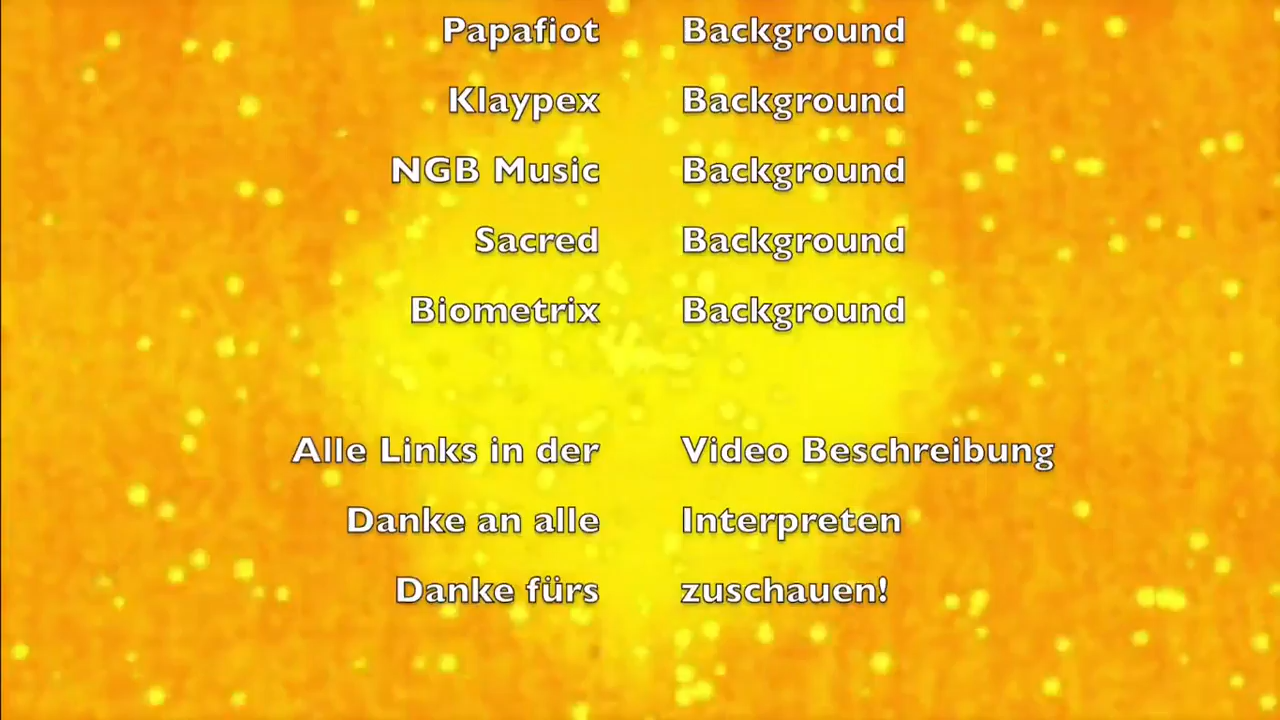 Papafiot Background
Klaypex Background
NGB Music Background
Sacred Background
Biometrix Background
Alle Links in der Video Beschreibung
Danke an alle Interpreten
Danke fürs zuschauen!